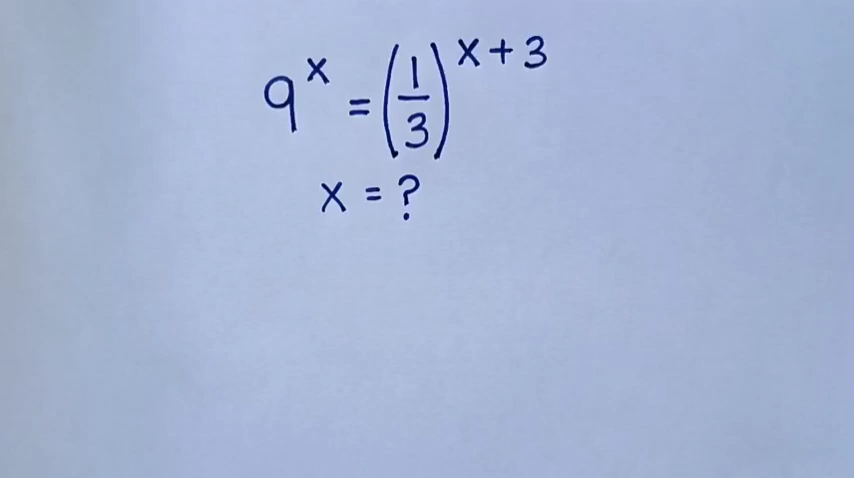 9^x = (1/3)^x+3
x = ?